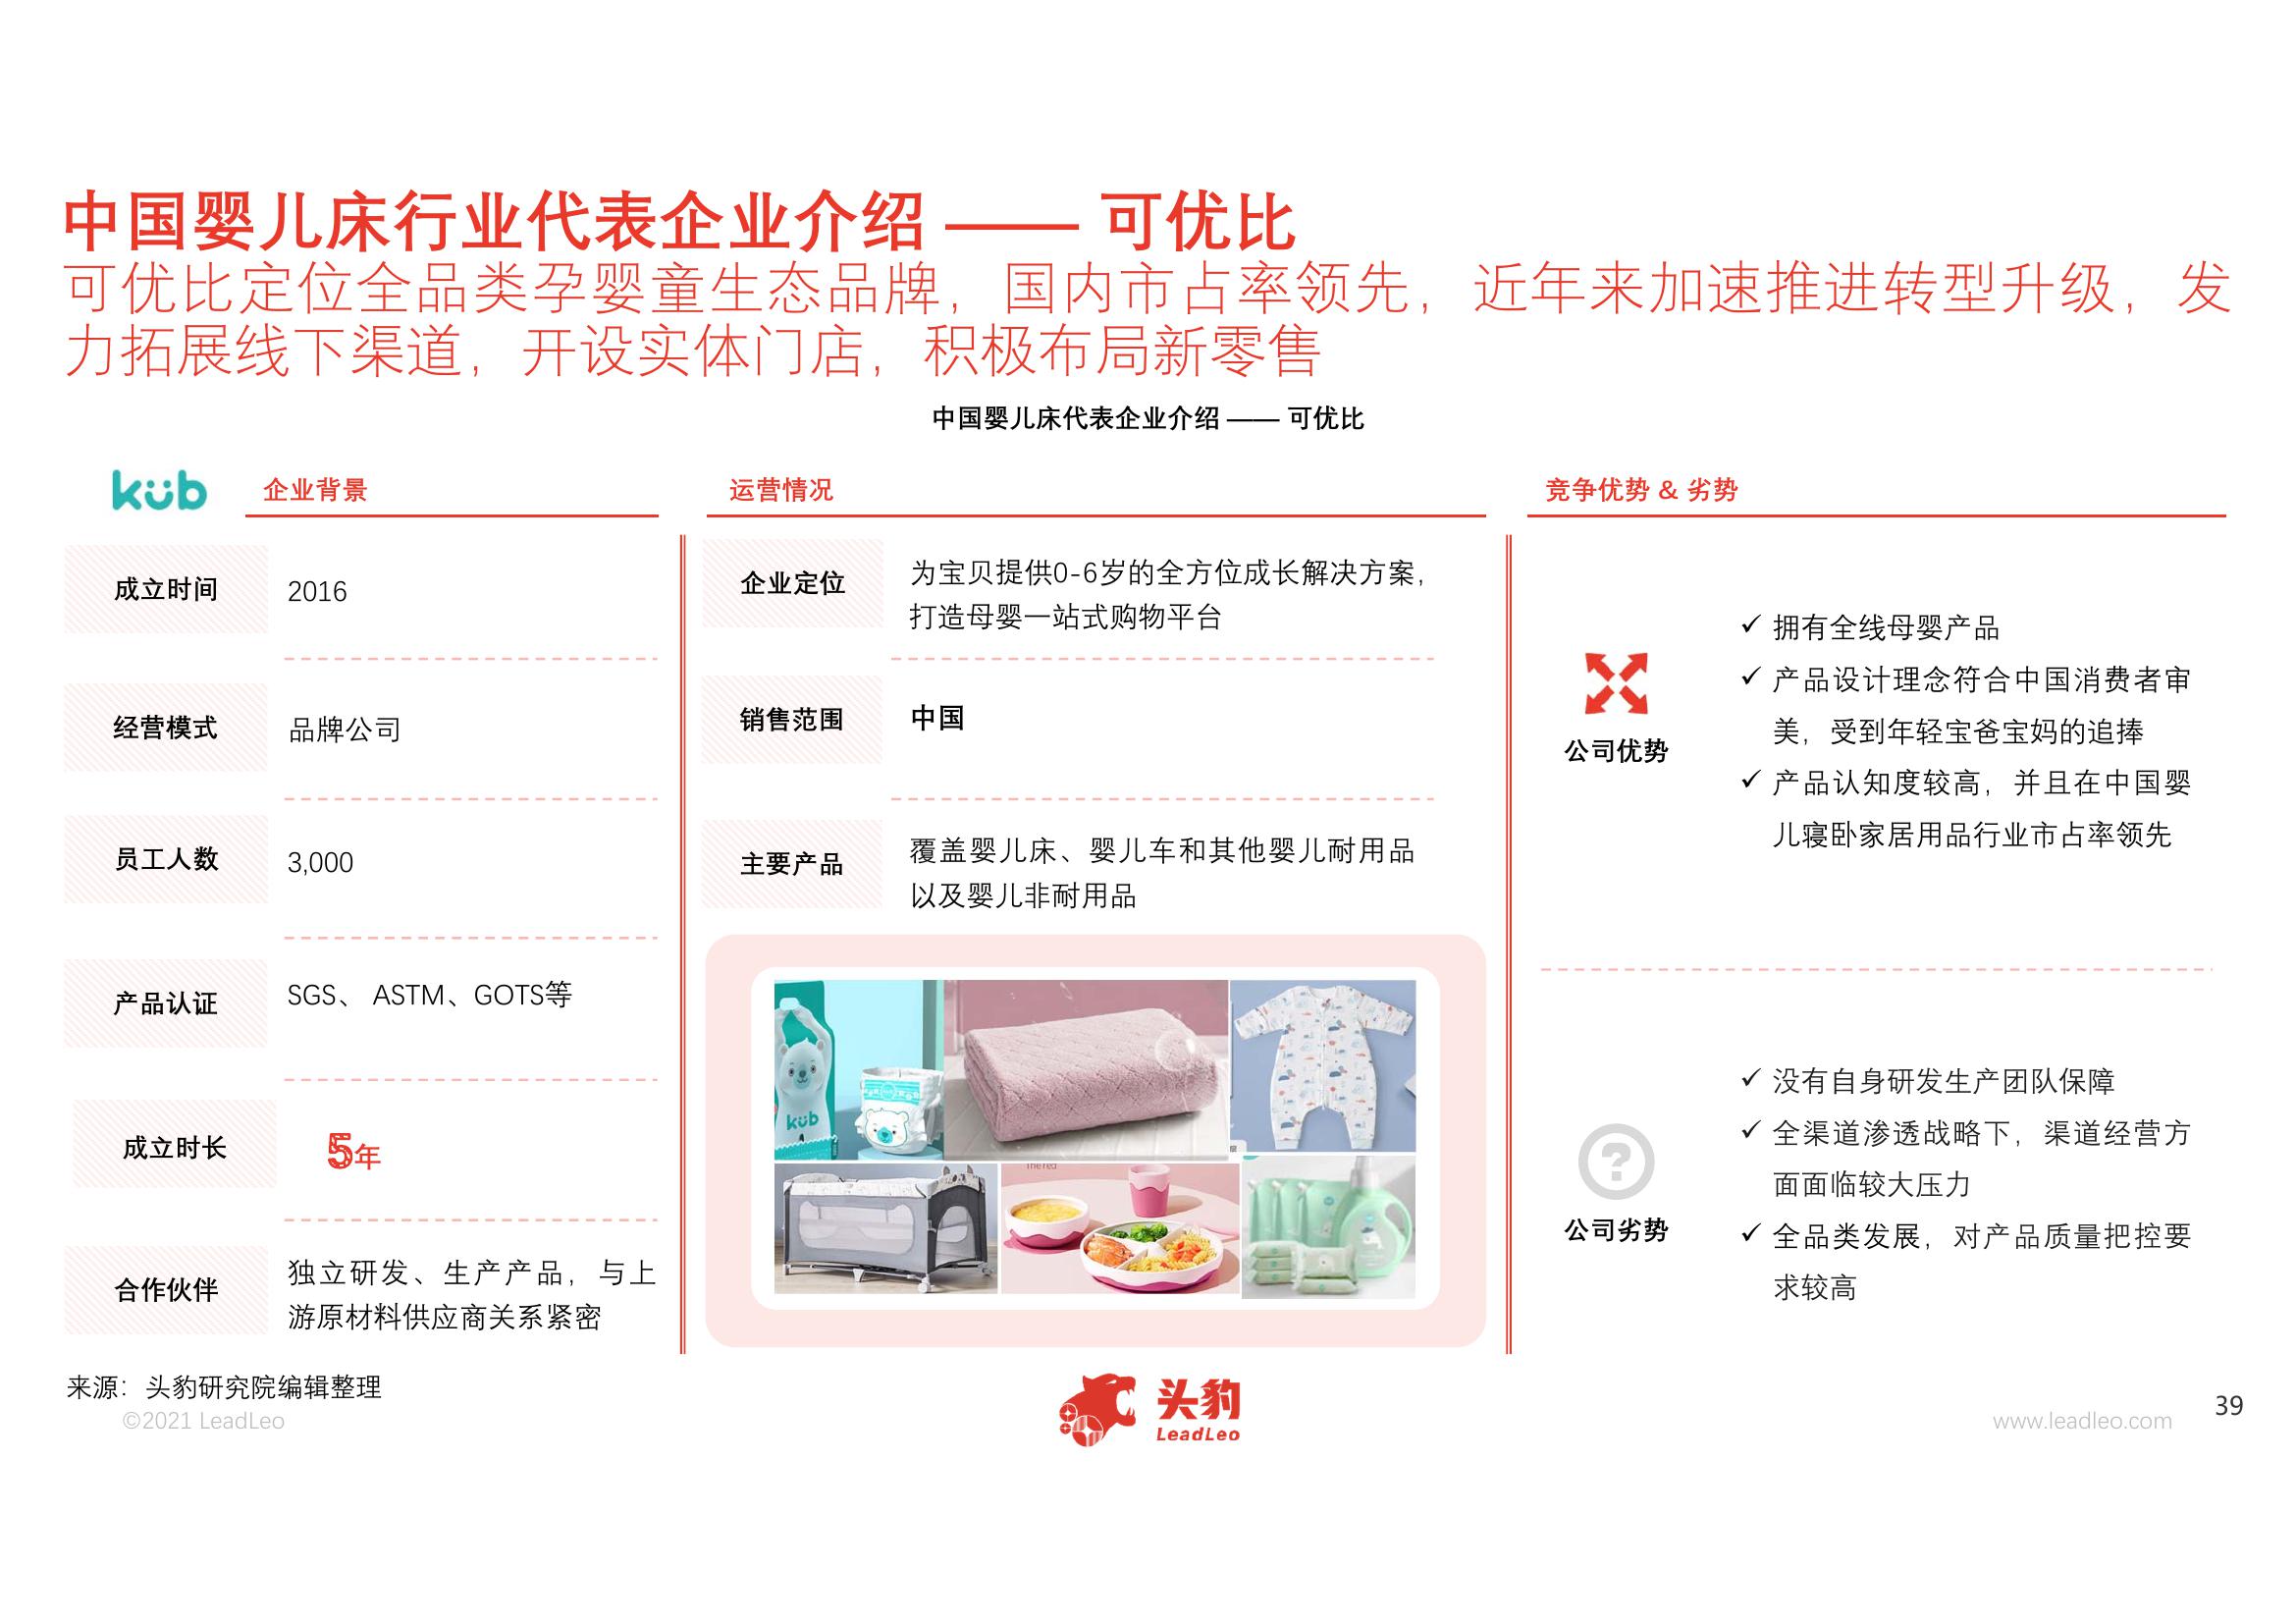 中国婴儿床行业代表企业介绍 —— 可优比
可优比定位全品类孕婴童生态品牌，国内市占率领先，近年来加速推进转型升级，发
力拓展线下渠道，开设实体门店，积极布局新零售
中国婴儿床代表企业介绍 —— 可优比
küb
企业背景
成立时间
2016
经营模式
品牌公司
员工人数
3,000
产品认证
SGS、 ASTM、GOTS等
成立时长
5年
合作伙伴
独立研发、生产产品，与上
游原材料供应商关系紧密
运营情况
企业定位
为宝贝提供0-6岁的全方位成长解决方案，
打造母婴一站式购物平台
销售范围
中国
主要产品
覆盖婴儿床、婴儿车和其他婴儿耐用品
以及婴儿非耐用品
küb
The red
竞争优势 & 劣势
公司优势
✓ 拥有全线母婴产品
✓ 产品设计理念符合中国消费者审
美，受到年轻宝爸宝妈的追捧
✓ 产品认知度较高，并且在中国婴
儿寝卧家居用品行业市占率领先
?
公司劣势
✓ 没有自身研发生产团队保障
✓ 全渠道渗透战略下，渠道经营方
面面临较大压力
✓ 全品类发展，对产品质量把控要
求较高
来源：头豹研究院编辑整理
©2021 LeadLeo
头豹
LeadLeo
www.leadleo.com
39